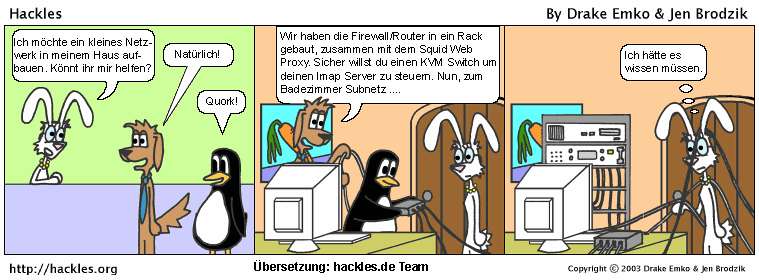 Hackles
By Drake Emko & Jen Brodzik
Ich möchte ein kleines Netz-
werk in meinem Haus auf-
bauen. Könnt ihr mir helfen?
Natürlich!
Quork!
Wir haben die Firewall/Router in ein Rack
gebaut, zusammen mit dem Squid Web
Proxy. Sicher willst du einen KVM Switch um
deinen Imap Server zu steuern. Nun, zum
Badezimmer Subnetz ....
Ich hätte es
wissen müssen.
http://hackles.org
Übersetzung: hackles.de Team
Copyright © 2003 Drake Emko & Jen Brodzik